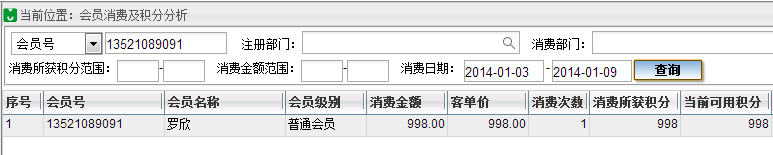 当前位置：会员消费及积分分析
会员号 13521089091 注册部门： 消费部门：
消费所获积分范围： - 消费金额范围： - 消费日期： 2014-01-03 - 2014-01-09 查询
序号 会员号 会员名称 会员级别 消费金额 客单价 消费次数 消费所获积分 当前可用积分
1 13521089091 罗欣 普通会员 998.00 998.00 1 998 998